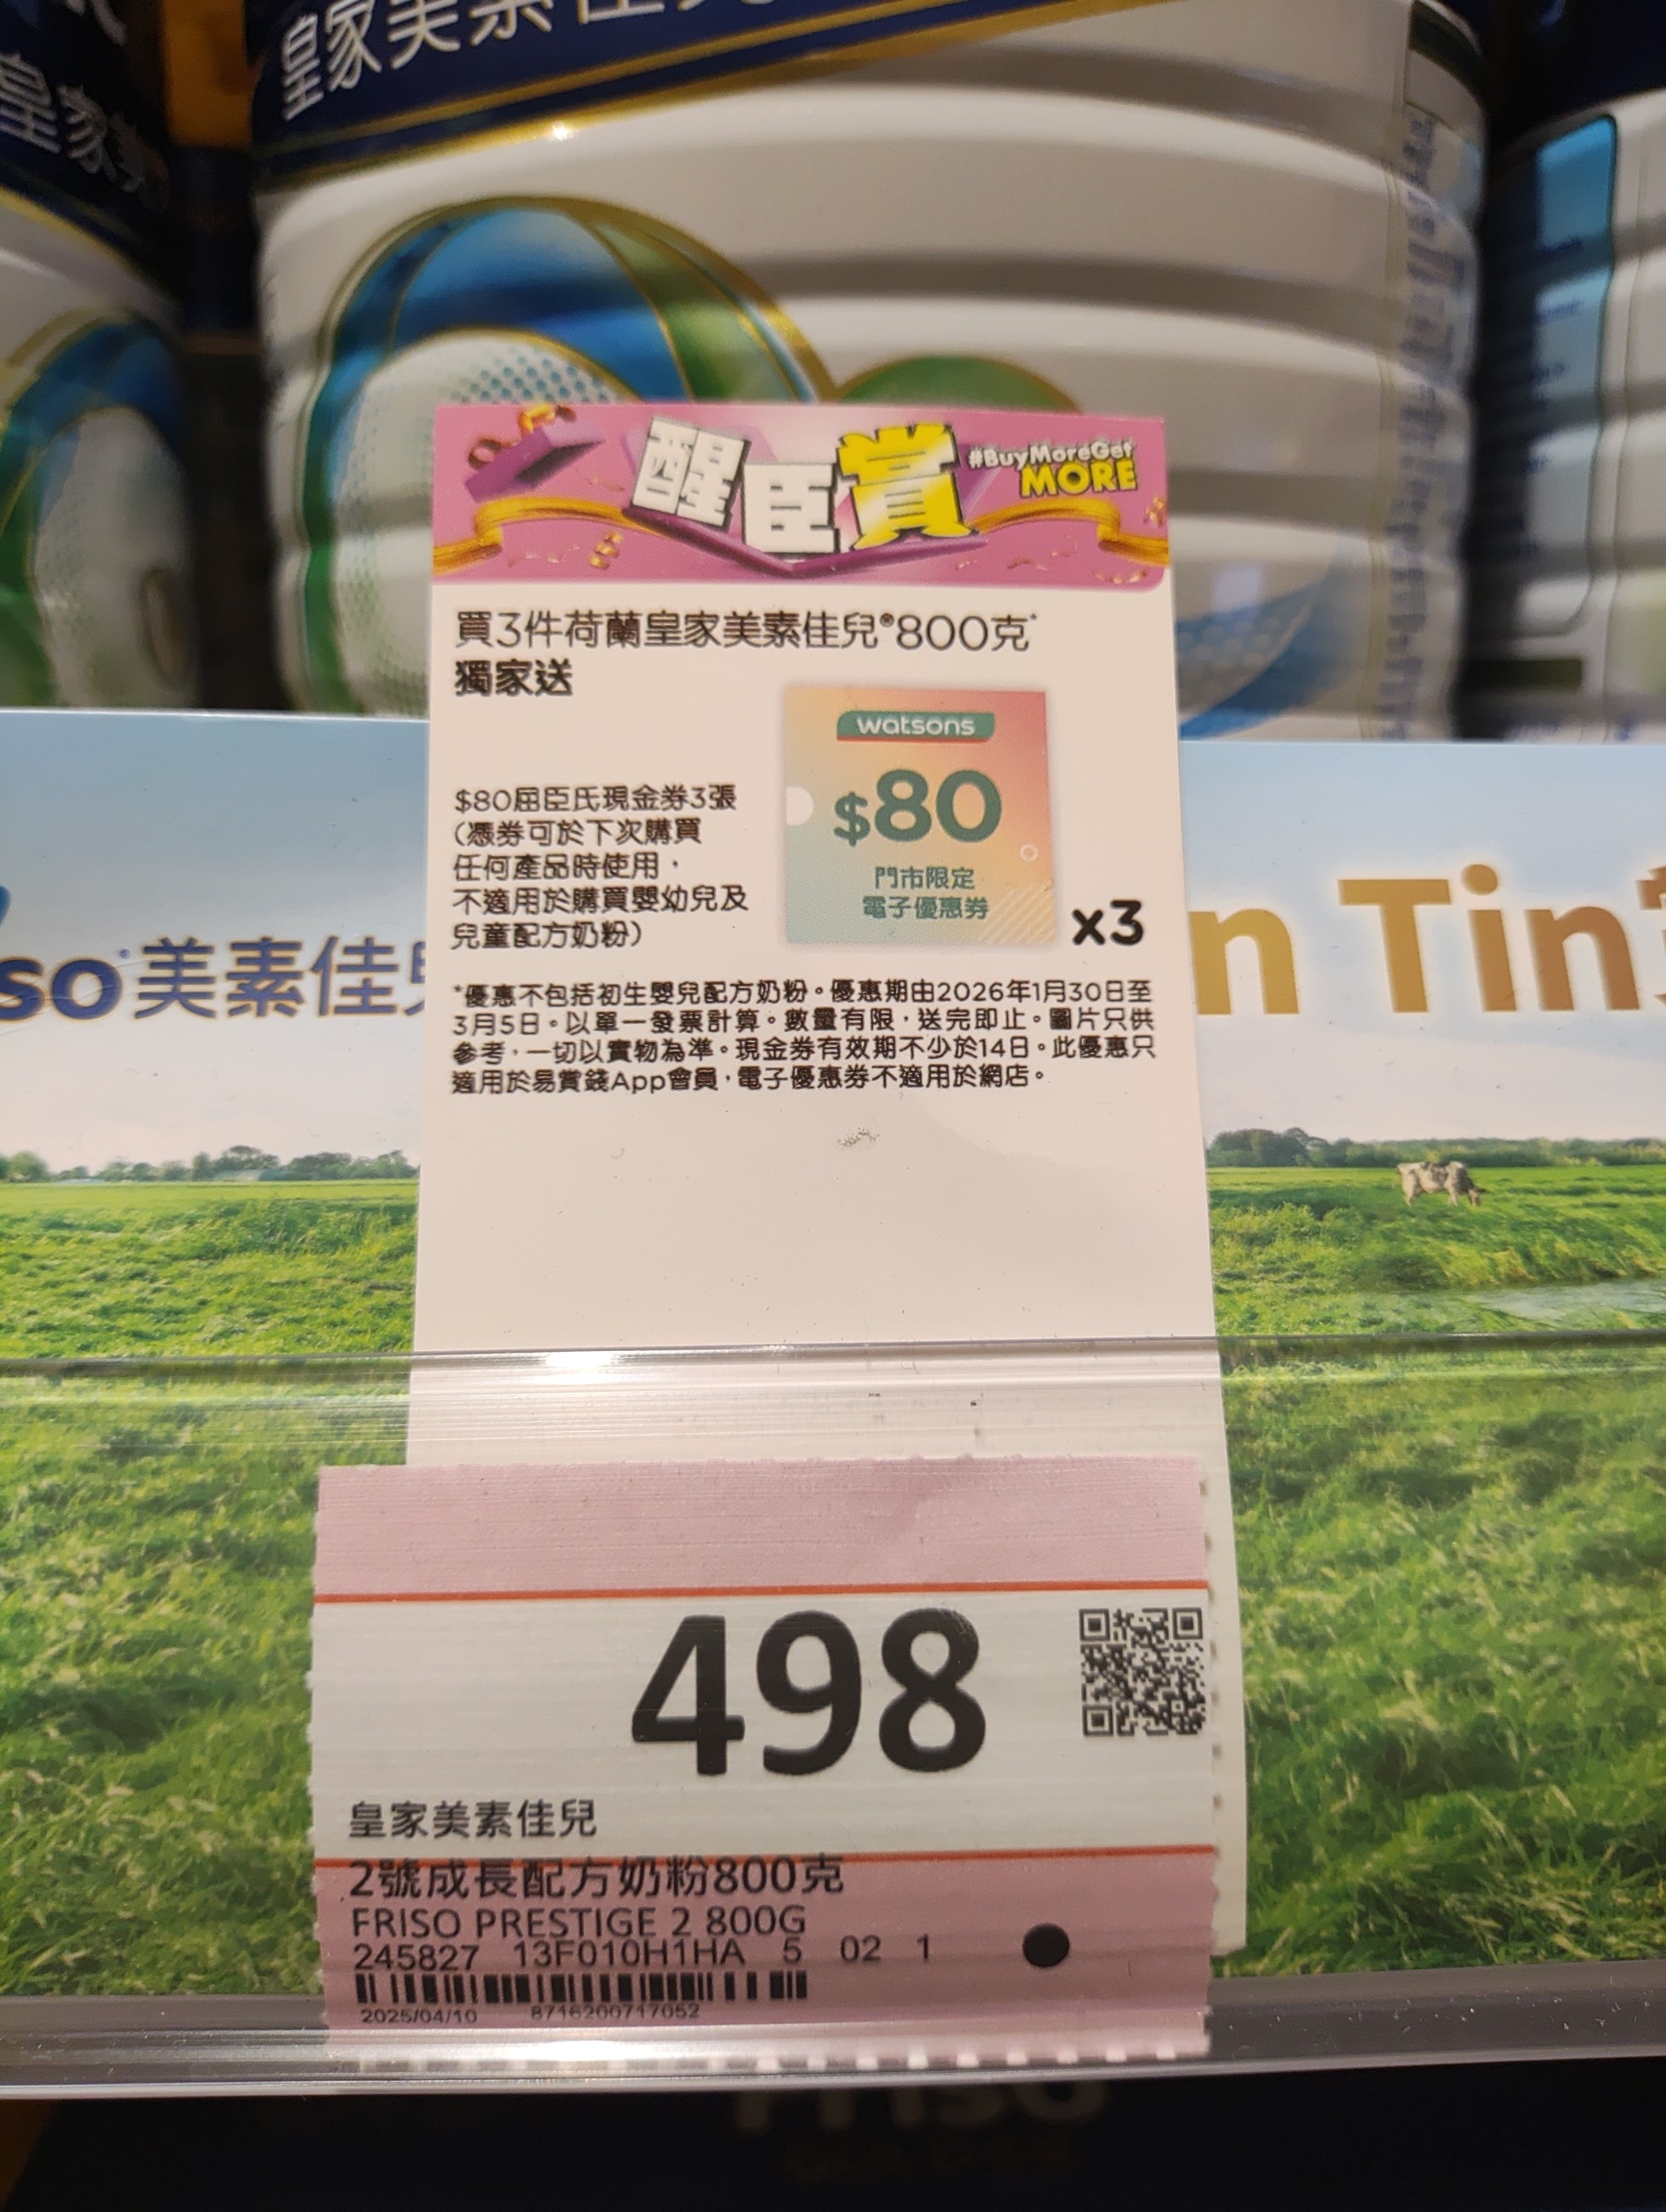 皇家美素佳兒
皇家美
醒臣賞
#BuyMoreGet
MORE
買3件荷蘭皇家美素佳兒®800克*
獨家送
$80屈臣氏現金券3張
(憑券可於下次購買
任何產品時使用,
不適用於購買嬰幼兒及
兒童配方奶粉)
watsons
$80
門市限定
電子優惠券
x3
*優惠不包括初生嬰兒配方奶粉。優惠期由2026年1月30日至
3月5日。以單一發票計算。數量有限,送完即止。圖片只供
參考,一切以實物為準。現金券有效期不少於14日。此優惠只
適用於易賞錢App會員,電子優惠券不適用於網店。
so 美素佳兒
n Tin
498
皇家美素佳兒
2號成長配方奶粉800克
FRISO PRESTIGE 2 800G
245827 13F010H1HA 5 02 1
2025/04/10 8716200717052
Friso